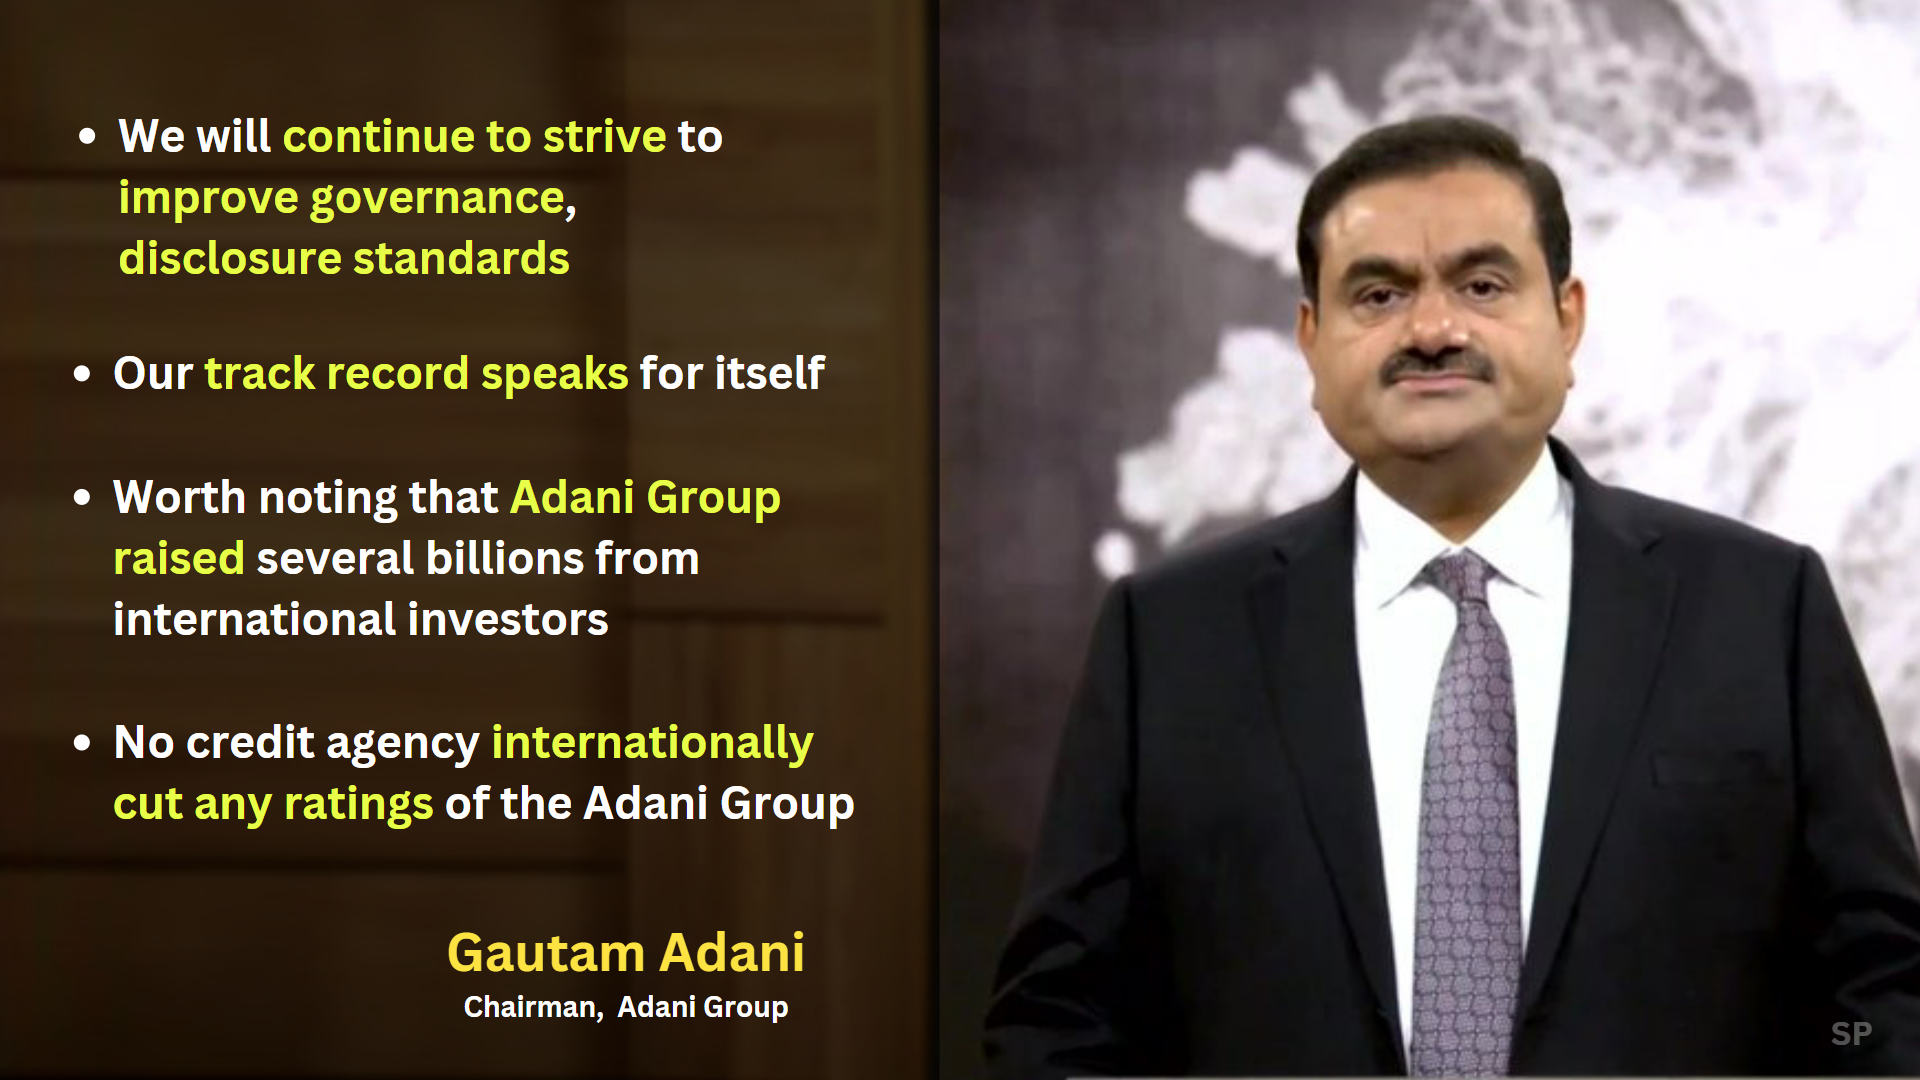 We will continue to strive to
improve governance,
disclosure standards
Our track record speaks for itself
Worth noting that Adani Group
raised several billions from
international investors
No credit agency internationally
cut any ratings of the Adani Group
Gautam Adani
Chairman, Adani Group
SP